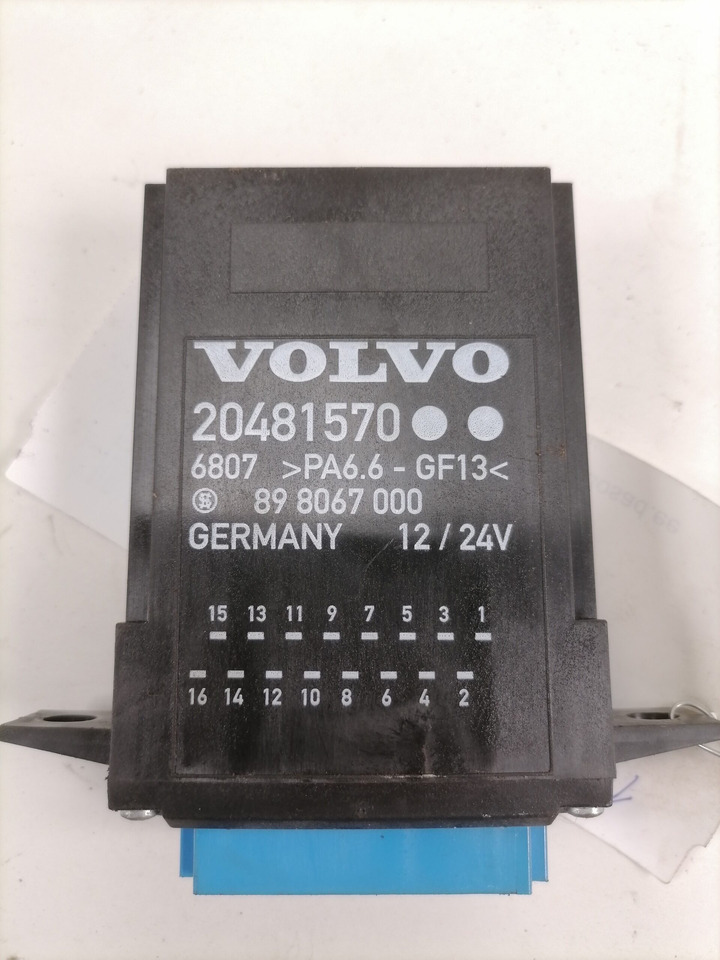 VOLVO
20481570
6807 >PA6.6 - GF13<
89 8067 000
GERMANY 12 / 24V
15 13 11 9 7 5 3 1
16 14 12 10 8 6 4 2